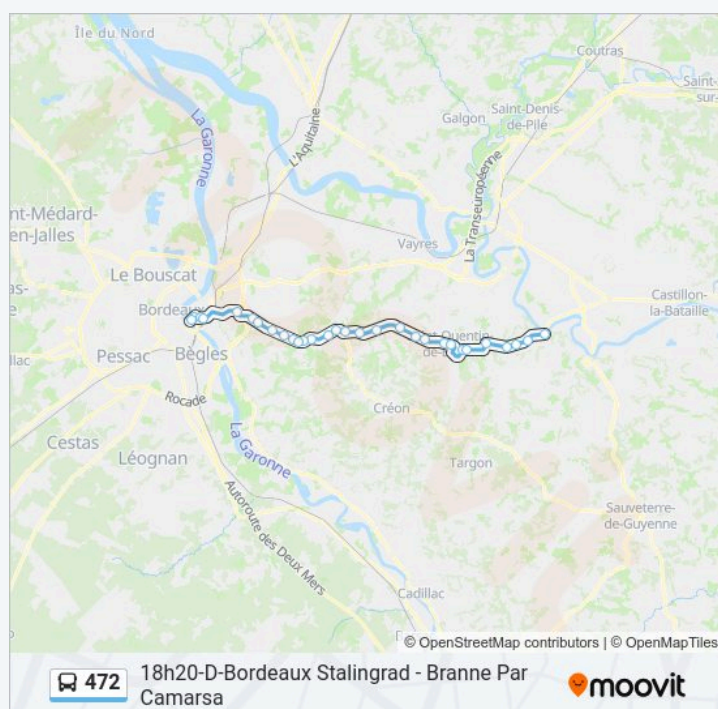 Île du Nord
Coutras
Saint-
sur-
Saint-Denis-
de-Pile
Galgon
La Garonne
L'Aquitaine
La Transeuropéenne
nt-Médard-
en-Jalles
Vayres
Le Bouscat
Castillon-
la-Bataille
Bordeaux
Pessac
Bègles
Rocade
Créon
Cestas
Léognan
La Garonne
Targon
Sauveterre-
de-Guyenne
Autoroute des Deux Mers
Cadillac
© OpenStreetMap contributors | © OpenMapTiles
472
18h20-D-Bordeaux Stalingrad - Branne Par
Camarsa
moovit